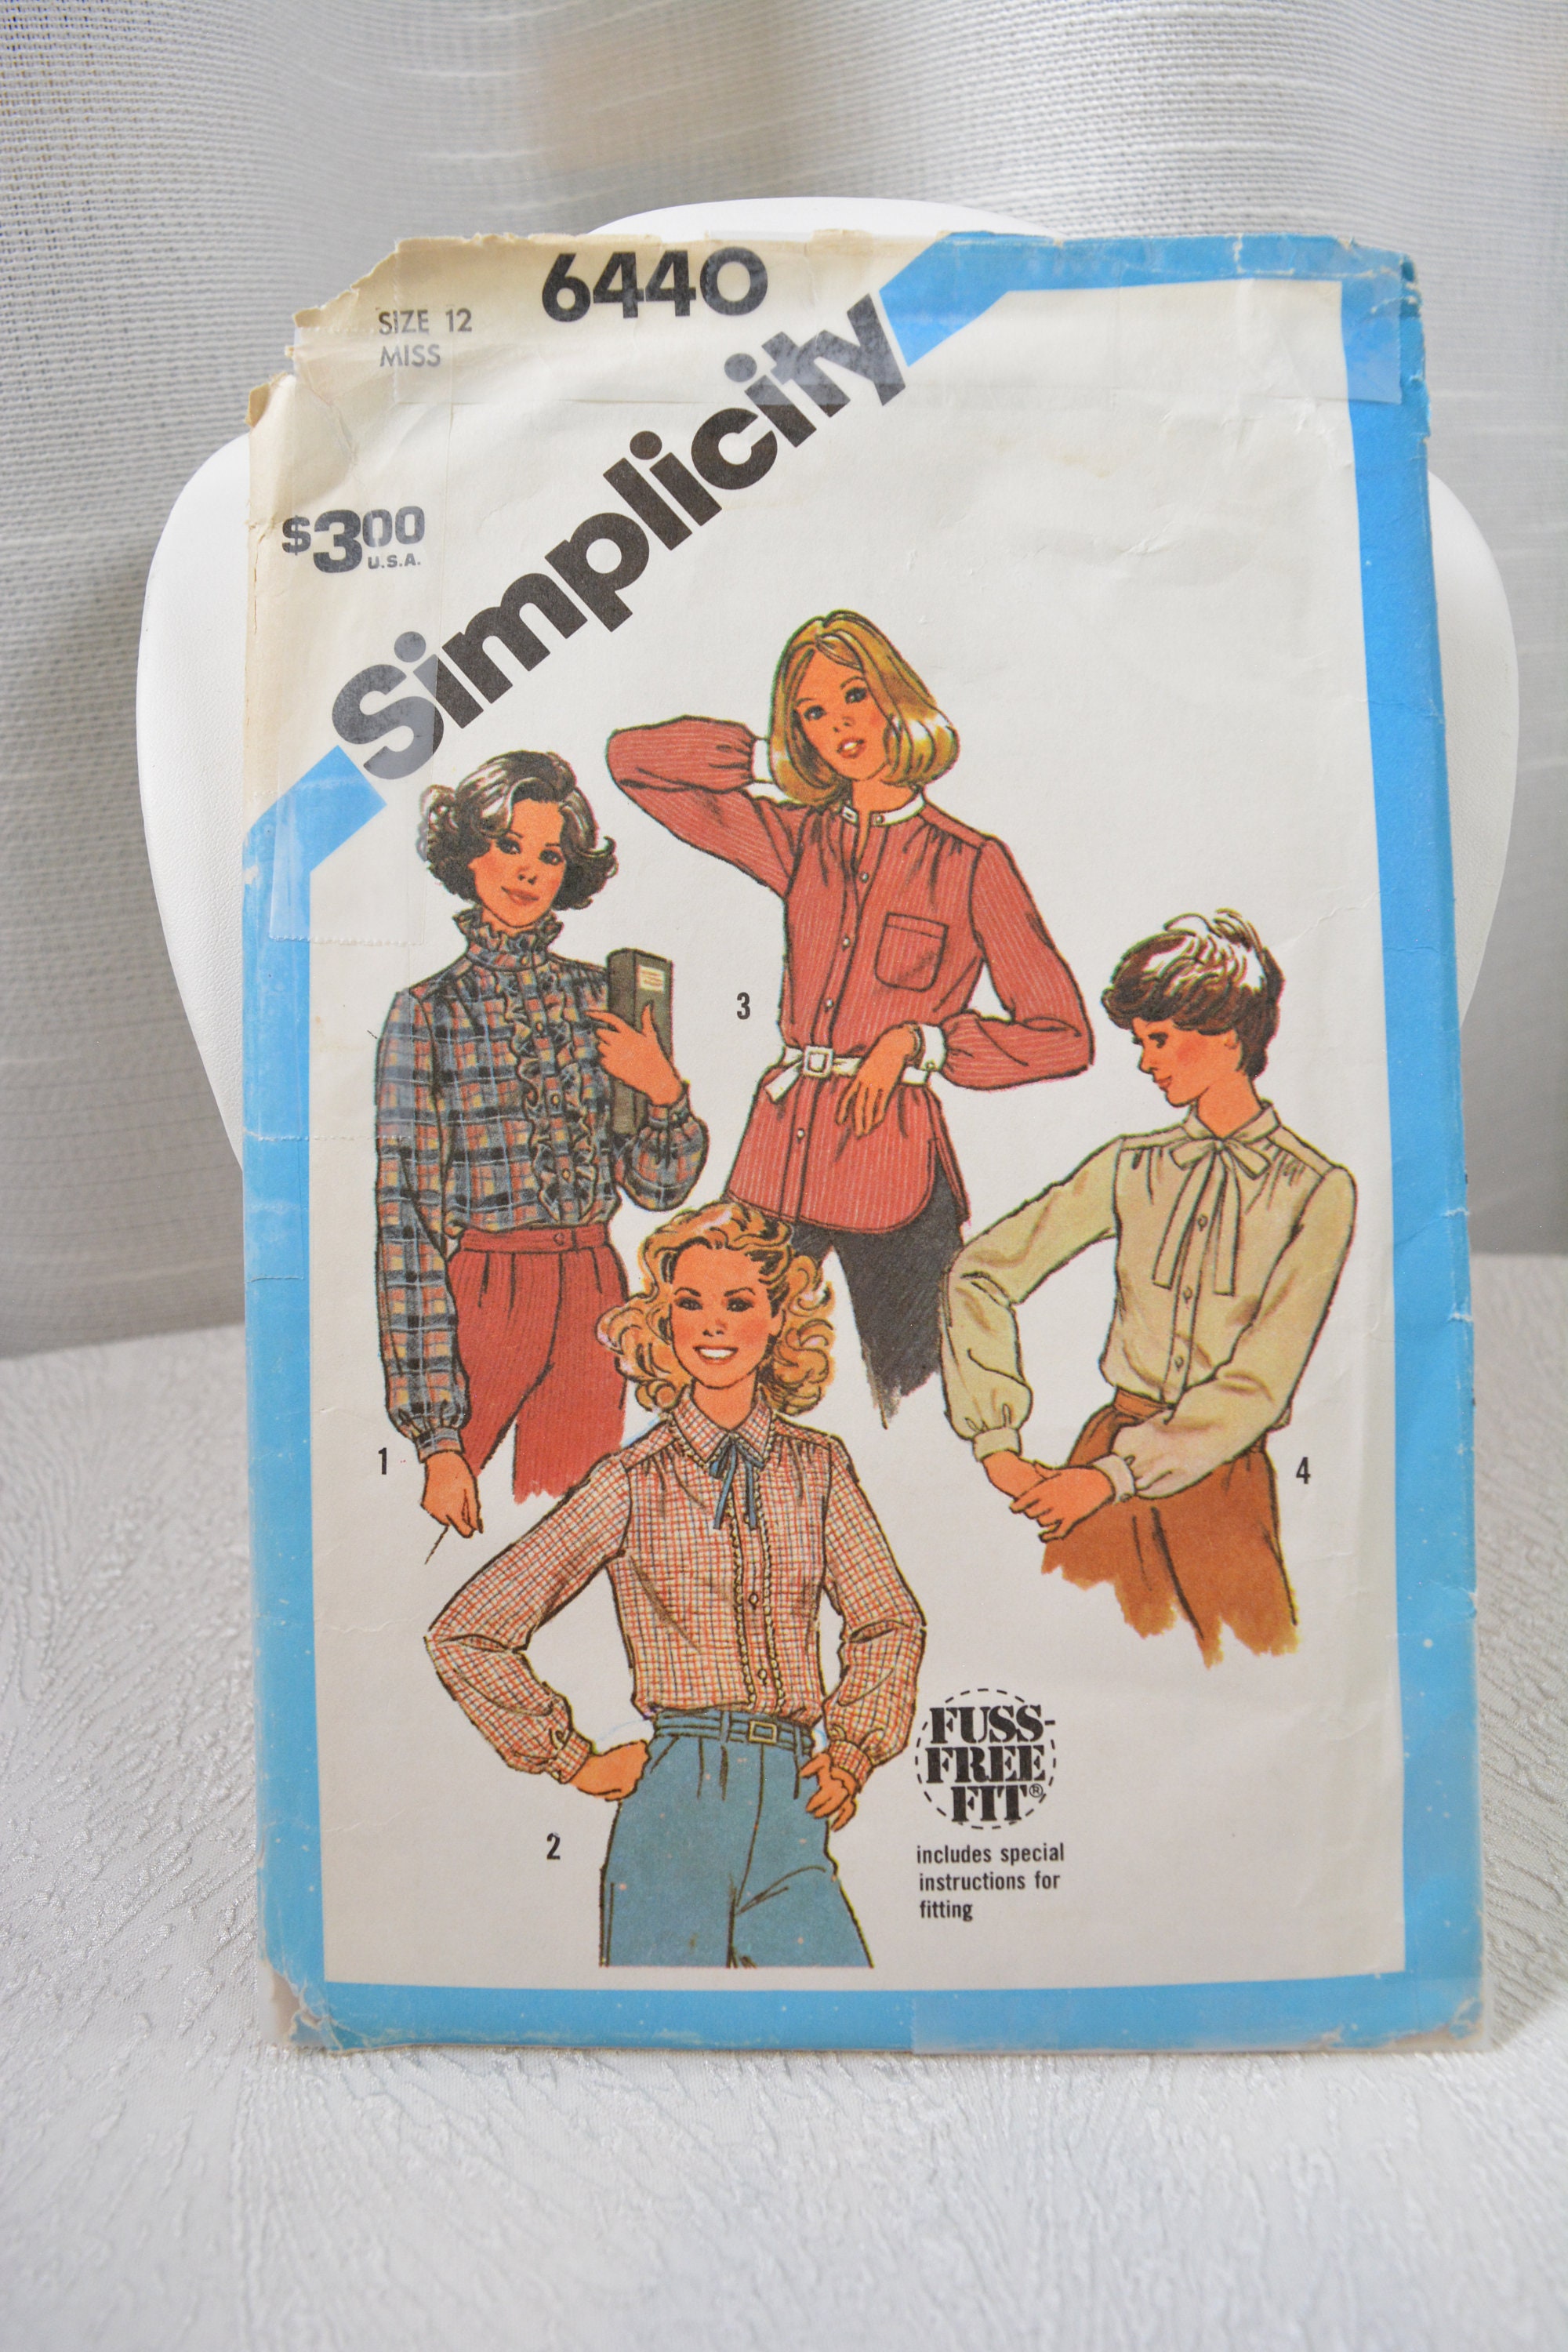 6440
SIZE 12
MISS
$3.00
U.S.A.
Simplicity
3
1
4
2
FUSS-
FREE
FIT®
includes special
instructions for
fitting